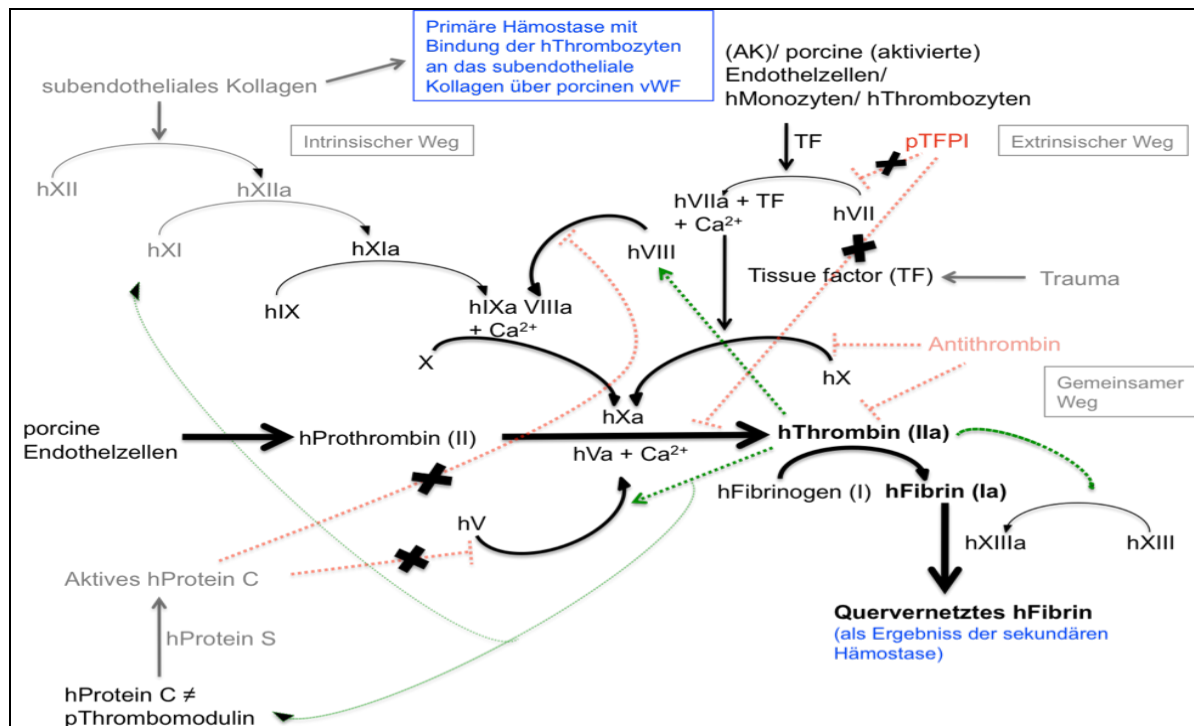 Primäre Hämostase mit
Bindung der hThrombozyten
an das subendotheliale
Kollagen über porcinen vWF
(AK)/ porcine (aktivierte)
Endothelzellen/
hMonozyten/ hThrombozyten
subendotheliales Kollagen
Intrinsischer Weg
TF
pTFPI
Extrinsischer Weg
hXII
hXIIa
hVIIa + TF
+ Ca²⁺
hVII
hXI
hXIa
hVIII
Tissue factor (TF)
Trauma
hIX
hIXa VIIIa
+ Ca²⁺
X
Antithrombin
hX
Gemeinsamer
Weg
hXa
porcine
Endothelzellen
hProthrombin (II)
hVa + Ca²⁺
hThrombin (IIa)
hFibrinogen (I)
hFibrin (Ia)
hV
hXIIIa
hXIII
Aktives hProtein C
Quervernetztes hFibrin
(als Ergebniss der sekundären
Hämostase)
hProtein S
hProtein C ≠
pThrombomodulin